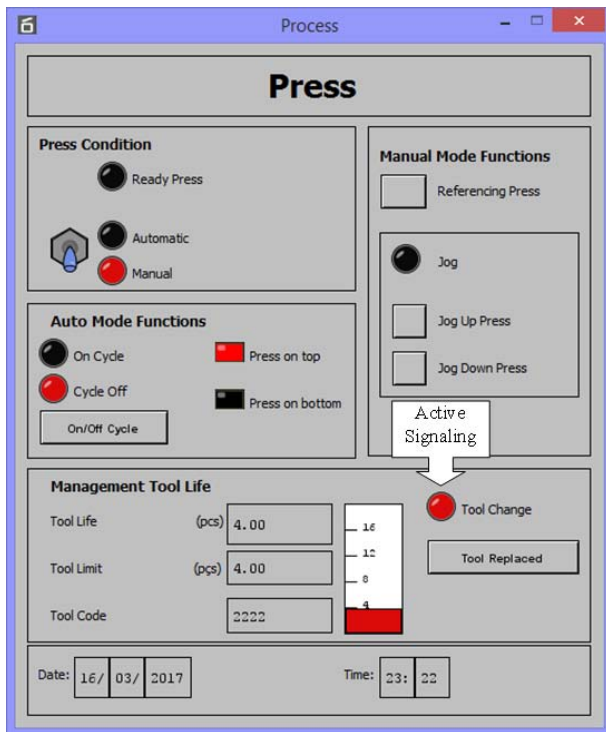 Process
Press
Press Condition
Ready Press
Automatic
Manual
Manual Mode Functions
Referencing Press
Jog
Jog Up Press
Jog Down Press
Auto Mode Functions
On Cycle
Press on top
Cycle Off
Press on bottom
On/Off Cycle
Active
Signaling
Management Tool Life
Tool Life (pcs) 4.00
Tool Limit (pçs) 4.00
Tool Code 2222
16
12
8
4
Tool Change
Tool Replaced
Date: 16/ 03/ 2017
Time: 23: 22